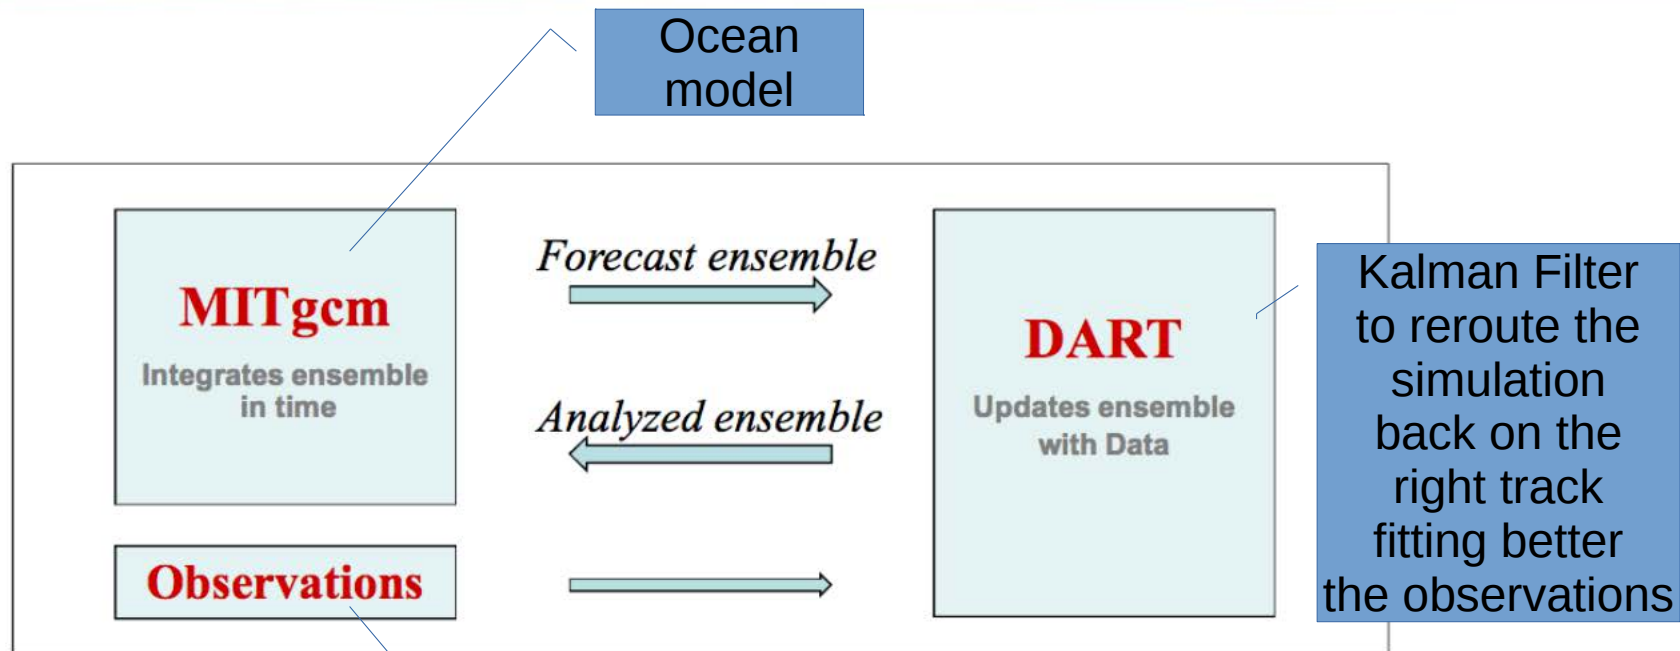 Ocean
model
MITgcm
Integrates ensemble
in time
Forecast ensemble
Analyzed ensemble
DART
Updates ensemble
with Data
Kalman Filter
to reroute the
simulation
back on the
right track
fitting better
the observations
Observations